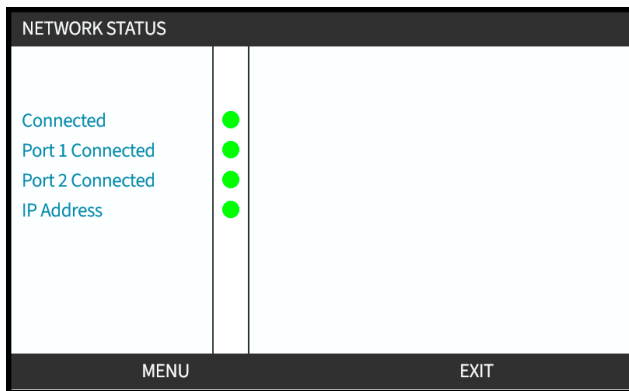 NETWORK STATUS
Connected
Port 1 Connected
Port 2 Connected
IP Address
MENU EXIT